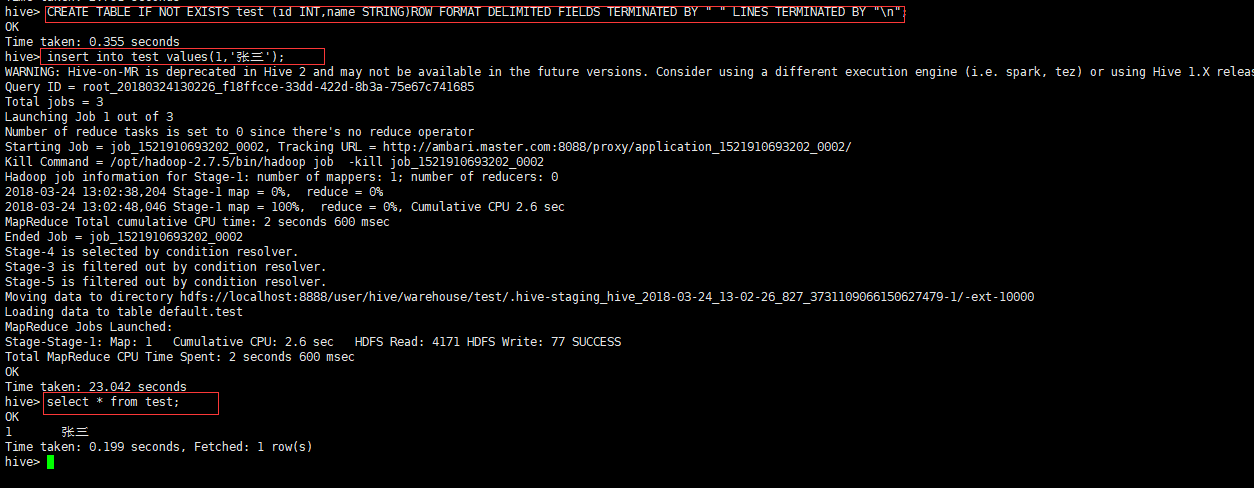 hive> CREATE TABLE IF NOT EXISTS test (id INT,name STRING)ROW FORMAT DELIMITED FIELDS TERMINATED BY " " LINES TERMINATED BY "\n";
OK
Time taken: 0.355 seconds
hive> insert into test values(1,'张三');
WARNING: Hive-on-MR is deprecated in Hive 2 and may not be available in the future versions. Consider using a different execution engine (i.e. spark, tez) or using Hive 1.X releas
Query ID = root_20180324130226_f18ffcce-33dd-422d-8b3a-75e67c741685
Total jobs = 3
Launching Job 1 out of 3
Number of reduce tasks is set to 0 since there's no reduce operator
Starting Job = job_1521910693202_0002, Tracking URL = http://ambari.master.com:8088/proxy/application_1521910693202_0002/
Kill Command = /opt/hadoop-2.7.5/bin/hadoop job  -kill job_1521910693202_0002
Hadoop job information for Stage-1: number of mappers: 1; number of reducers: 0
2018-03-24 13:02:38,204 Stage-1 map = 0%,  reduce = 0%
2018-03-24 13:02:48,046 Stage-1 map = 100%,  reduce = 0%, Cumulative CPU 2.6 sec
MapReduce Total cumulative CPU time: 2 seconds 600 msec
Ended Job = job_1521910693202_0002
Stage-4 is selected by condition resolver.
Stage-3 is filtered out by condition resolver.
Stage-5 is filtered out by condition resolver.
Moving data to directory hdfs://localhost:8888/user/hive/warehouse/test/.hive-staging_hive_2018-03-24_13-02-26_827_3731109066150627479-1/-ext-10000
Loading data to table default.test
MapReduce Jobs Launched:
Stage-Stage-1: Map: 1   Cumulative CPU: 2.6 sec   HDFS Read: 4171 HDFS Write: 77 SUCCESS
Total MapReduce CPU Time Spent: 2 seconds 600 msec
OK
Time taken: 23.042 seconds
hive> select * from test;
OK
1       张三
Time taken: 0.199 seconds, Fetched: 1 row(s)
hive>